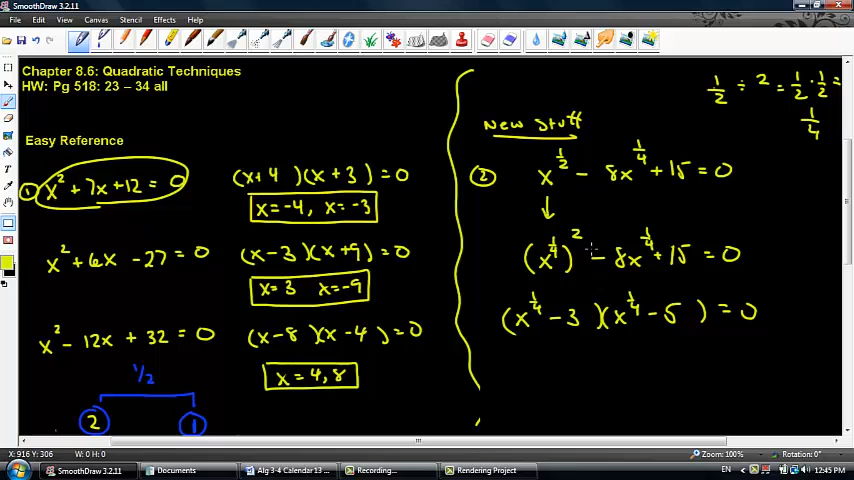 SmoothDraw 3.2.11
File Edit View Canvas Stencil Effects Help
Chapter 8.6: Quadratic Techniques
HW: Pg 518: 23 – 34 all
Easy Reference
① x² + 7x + 12 = 0 (x + 4 )(x + 3 ) = 0
x = -4, x = -3
x² + 6x - 27 = 0 (x - 3 )(x + 9) = 0
x = 3 x = -9
x² - 12x + 32 = 0 (x - 8 )(x - 4 ) = 0
x = 4, 8
1/2
② ①
1/2 ÷ 2 = 1/2 · 1/2 =
1/4
New Stuff
② x^(1/2) - 8x^(1/4) + 15 = 0
↓
(x^(1/4))² - 8x^(1/4) + 15 = 0
(x^(1/4) - 3 )(x^(1/4) - 5 ) = 0
X: 916 Y: 306 W: 0 H: 0 Zoom: 100% Rotation: 0°
SmoothDraw 3.2.11 Documents Alg 3-4 Calendar 13 ... Recording... Rendering Project EN 12:45 PM